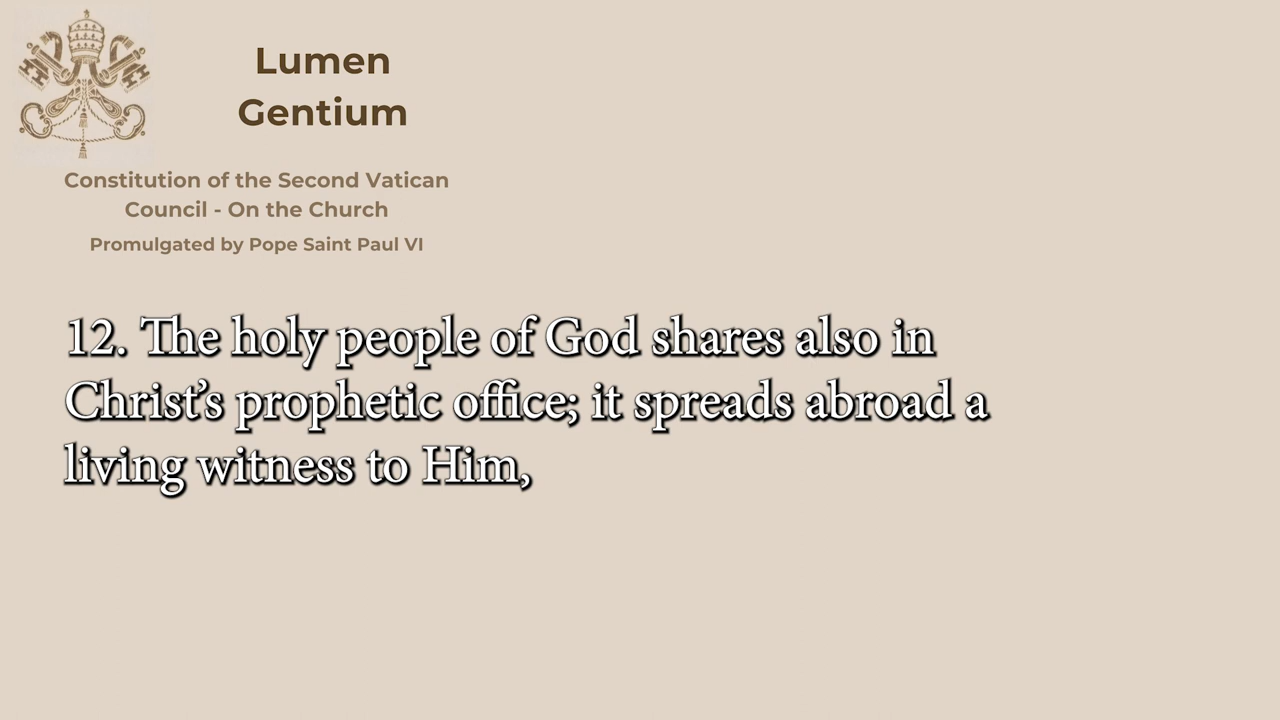 Lumen
Gentium
Constitution of the Second Vatican
Council - On the Church
Promulgated by Pope Saint Paul VI
12. The holy people of God shares also in
Christ’s prophetic office; it spreads abroad a
living witness to Him,